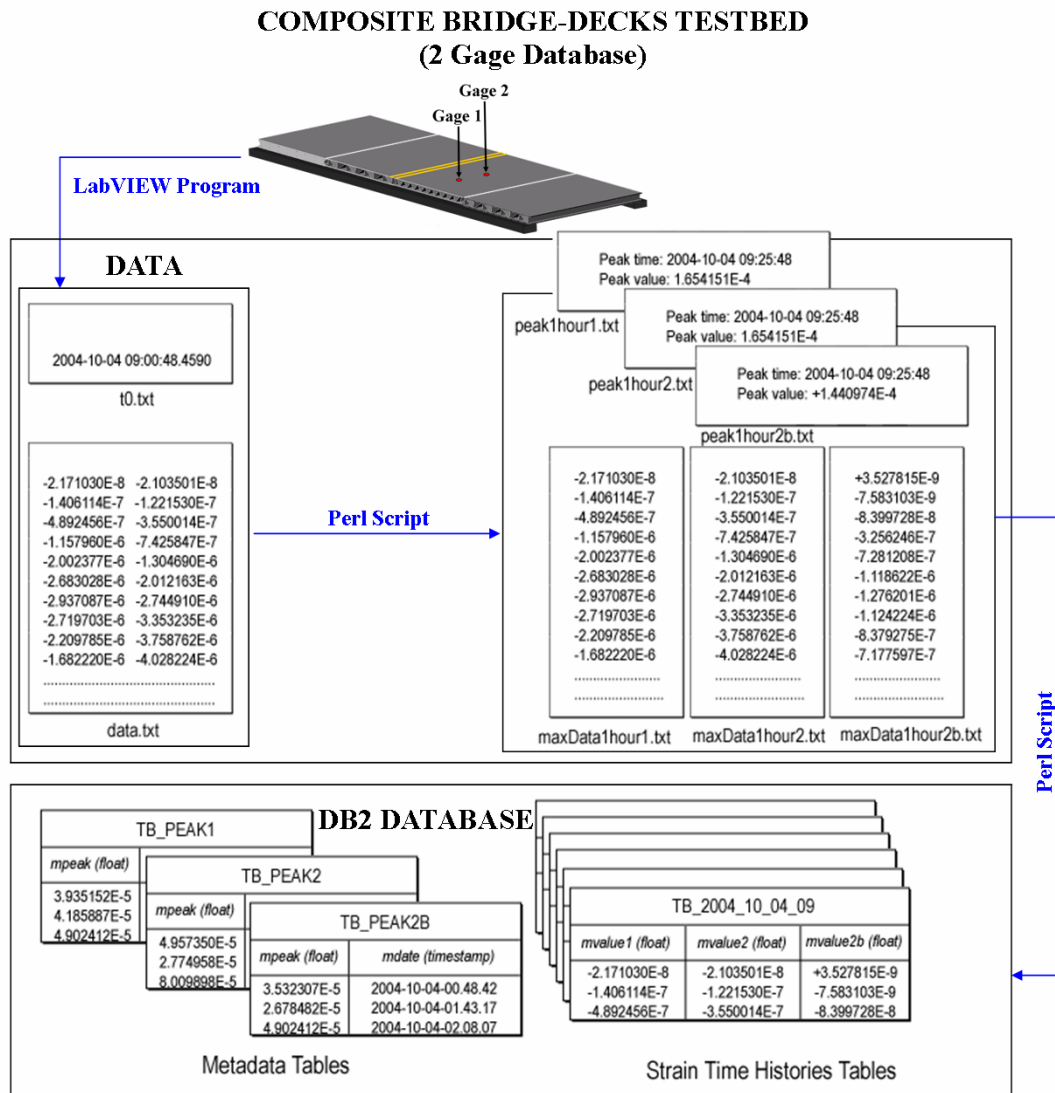 COMPOSITE BRIDGE-DECKS TESTBED
(2 Gage Database)
Gage 2
Gage 1
LabVIEW Program
DATA
2004-10-04 09:00:48.4590
t0.txt
-2.171030E-8 -2.103501E-8
-1.406114E-7 -1.221530E-7
-4.892456E-7 -3.550014E-7
-1.157960E-6 -7.425847E-7
-2.002377E-6 -1.304690E-6
-2.683028E-6 -2.012163E-6
-2.937087E-6 -2.744910E-6
-2.719703E-6 -3.353235E-6
-2.209785E-6 -3.758762E-6
-1.682220E-6 -4.028224E-6
............................................
............................................
data.txt
Perl Script
Peak time: 2004-10-04 09:25:48
Peak value: 1.654151E-4
peak1hour1.txt
Peak time: 2004-10-04 09:25:48
Peak value: 1.654151E-4
peak1hour2.txt
Peak time: 2004-10-04 09:25:48
Peak value: +1.440974E-4
peak1hour2b.txt
-2.171030E-8 -2.103501E-8 +3.527815E-9
-1.406114E-7 -1.221530E-7 -7.583103E-9
-4.892456E-7 -3.550014E-7 -8.399728E-8
-1.157960E-6 -7.425847E-7 -3.256246E-7
-2.002377E-6 -1.304690E-6 -7.281208E-7
-2.683028E-6 -2.012163E-6 -1.118622E-6
-2.937087E-6 -2.744910E-6 -1.276201E-6
-2.719703E-6 -3.353235E-6 -1.124224E-6
-2.209785E-6 -3.758762E-6 -8.379275E-7
-1.682220E-6 -4.028224E-6 -7.177597E-7
...................... ...................... ......................
...................... ...................... ......................
maxData1hour1.txt maxData1hour2.txt maxData1hour2b.txt
Perl Script
DB2 DATABASE
TB_PEAK1
mpeak (float)
3.935152E-5
4.185887E-5
4.902412E-5
TB_PEAK2
mpeak (float)
4.957350E-5
2.774958E-5
8.009898E-5
TB_PEAK2B
mpeak (float) mdate (timestamp)
3.532307E-5 2004-10-04-00.48.42
2.678482E-5 2004-10-04-01.43.17
4.902412E-5 2004-10-04-02.08.07
Metadata Tables
TB_2004_10_04_09
mvalue1 (float) mvalue2 (float) mvalue2b (float)
-2.171030E-8 -2.103501E-8 +3.527815E-9
-1.406114E-7 -1.221530E-7 -7.583103E-9
-4.892456E-7 -3.550014E-7 -8.399728E-8
Strain Time Histories Tables